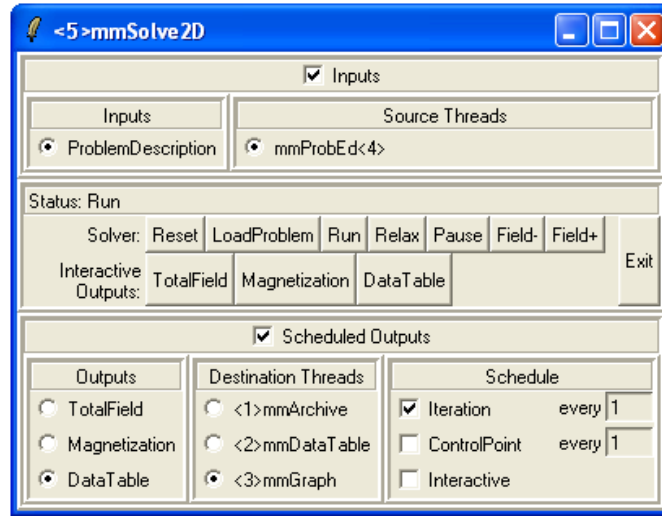 <5>mmSolve2D
Inputs
Inputs
Source Threads
ProblemDescription
mmProbEd<4>
Status: Run
Solver: Reset LoadProblem Run Relax Pause Field- Field+
Exit
Interactive Outputs: TotalField Magnetization DataTable
Scheduled Outputs
Outputs
Destination Threads
Schedule
TotalField
<1>mmArchive
Iteration every 1
Magnetization
<2>mmDataTable
ControlPoint every 1
DataTable
<3>mmGraph
Interactive